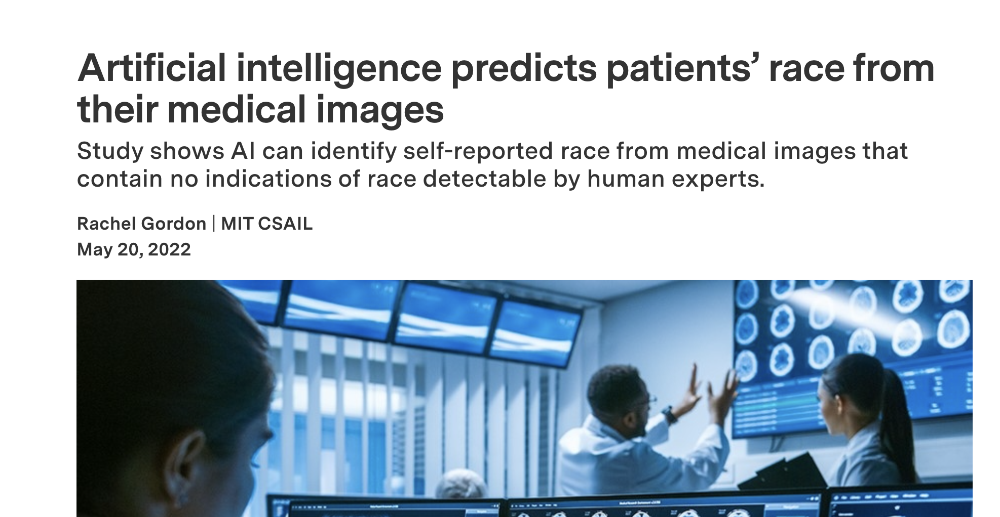 Artificial intelligence predicts patients’ race from
their medical images
Study shows AI can identify self-reported race from medical images that
contain no indications of race detectable by human experts.
Rachel Gordon | MIT CSAIL
May 20, 2022